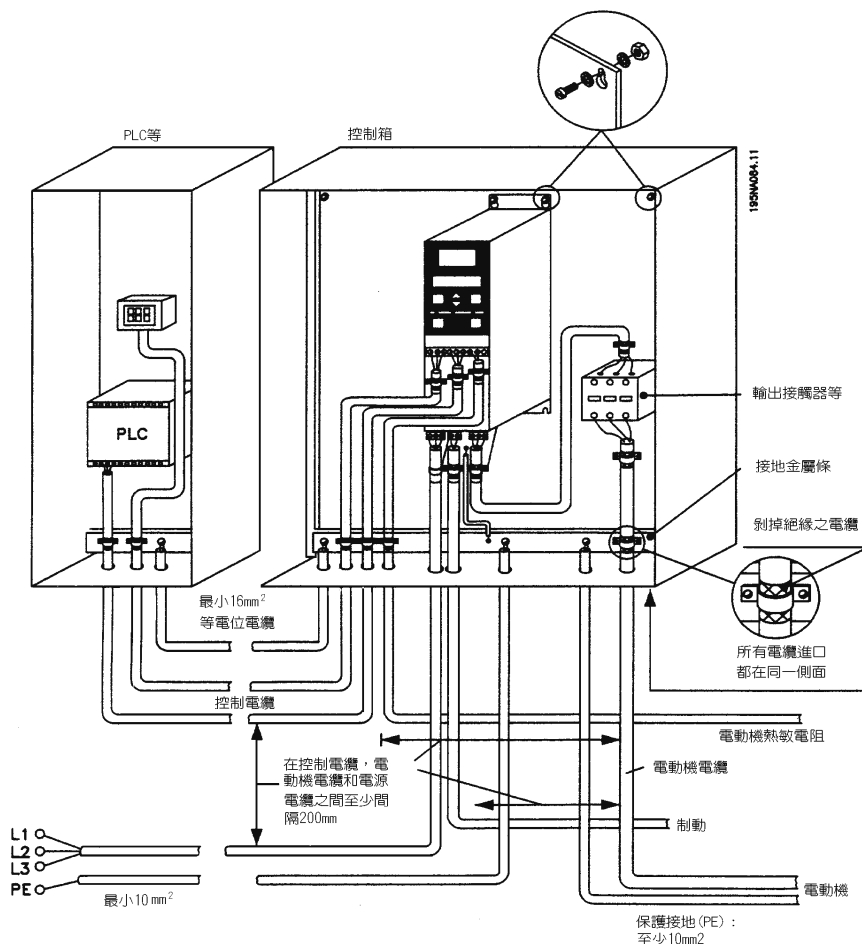 PLC等
控制箱
195NA064.11
PLC
輸出接觸器等
接地金屬條
剝掉絕緣之電纜
最小16mm²
等電位電纜
所有電纜進口
都在同一側面
控制電纜
電動機熱敏電阻
在控制電纜，電
動機電纜和電源
電纜之間至少間
隔200mm
電動機電纜
制動
L1
L2
L3
PE
最小10mm²
電動機
保護接地(PE)：
至少10mm2